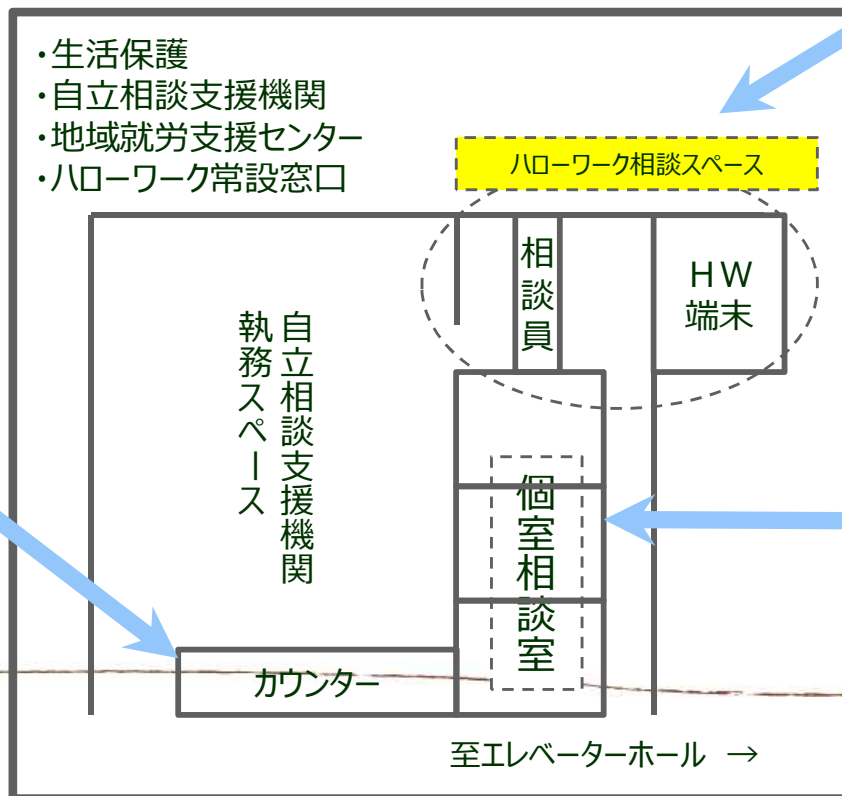 ・生活保護
・自立相談支援機関
・地域就労支援センター
・ハローワーク常設窓口
ハローワーク相談スペース
相談員
ＨＷ
端末
自立相談支援機関
執務スペース
個室相談室
カウンター
至エレベーターホール →